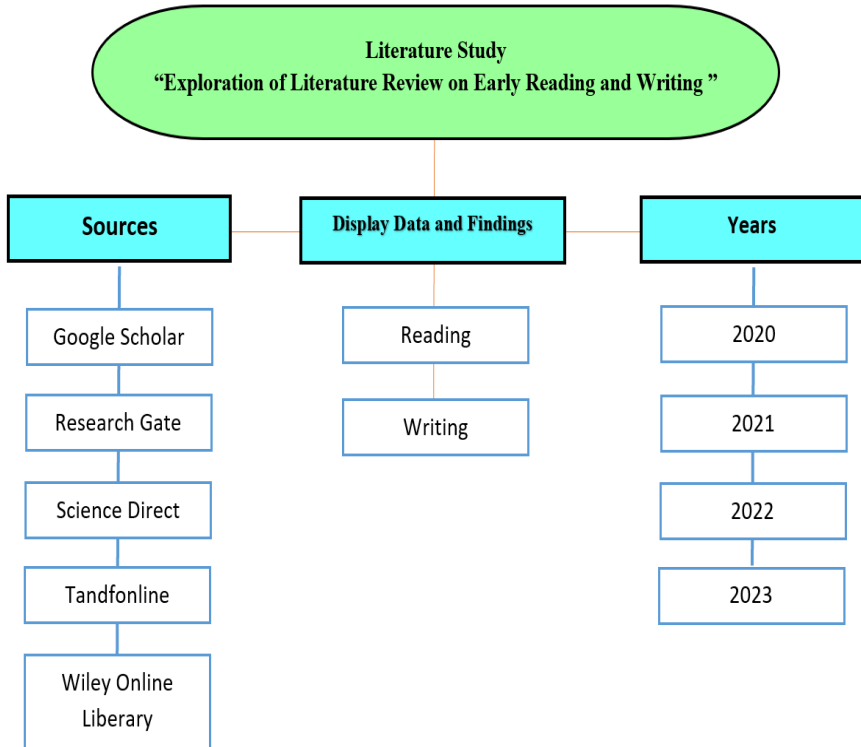 Literature Study
“Exploration of Literature Review on Early Reading and Writing ”
Sources
Display Data and Findings
Years
Google Scholar
Research Gate
Science Direct
Tandfonline
Wiley Online
Liberary
Reading
Writing
2020
2021
2022
2023